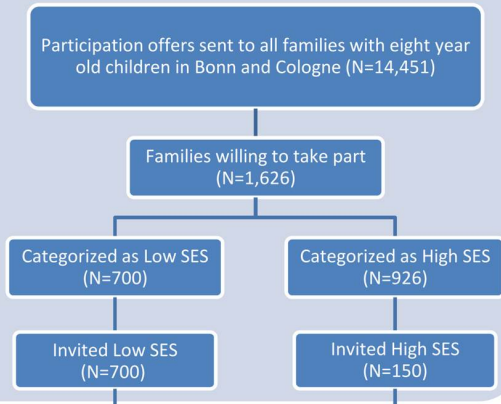 Participation offers sent to all families with eight year
old children in Bonn and Cologne (N=14,451)
Families willing to take part
(N=1,626)
Categorized as Low SES
(N=700)
Categorized as High SES
(N=926)
Invited Low SES
(N=700)
Invited High SES
(N=150)